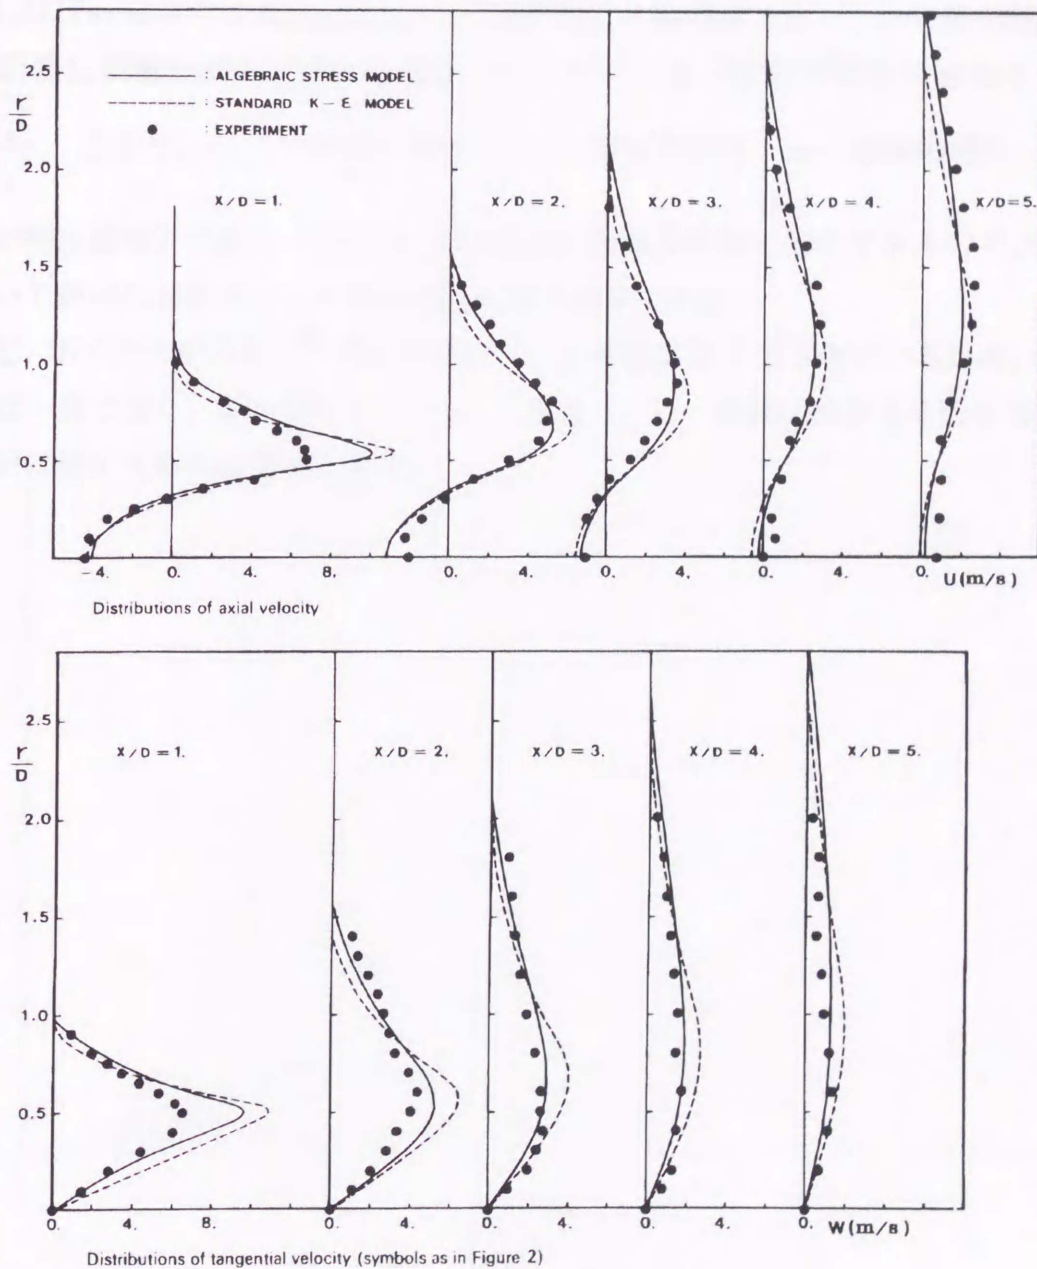 : ALGEBRAIC STRESS MODEL
: STANDARD K-ε MODEL
: EXPERIMENT
r/D
2.5
2.0
1.5
1.0
0.5
X/D = 1.
X/D = 2.
X/D = 3.
X/D = 4.
X/D = 5.
-4. 0. 4. 8. 0. 4. 0. 4. 0. 4. 0.
U(m/s)
Distributions of axial velocity
r/D
2.5
2.0
1.5
1.0
0.5
0
X/D = 1.
X/D = 2.
X/D = 3.
X/D = 4.
X/D = 5.
0. 4. 8. 0. 4. 0. 4. 0. 4. 0.
W(m/s)
Distributions of tangential velocity (symbols as in Figure 2)